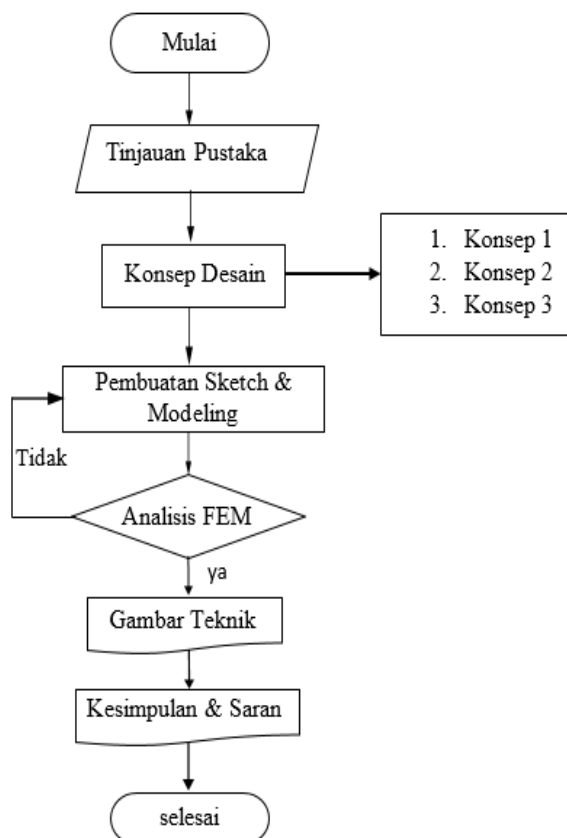 Mulai
Tinjauan Pustaka
Konsep Desain
1. Konsep 1
2. Konsep 2
3. Konsep 3
Pembuatan Sketch &
Modeling
Tidak
Analisis FEM
ya
Gambar Teknik
Kesimpulan & Saran
selesai